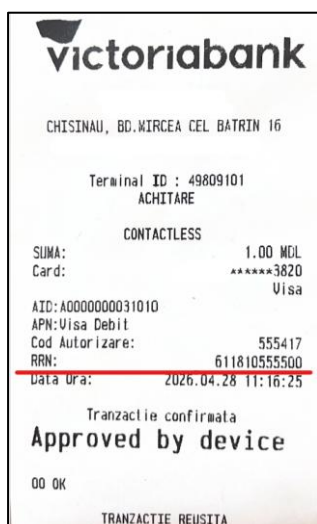 victoriabank
CHISINAU, BD.MIRCEA CEL BATRIN 16
Terminal ID : 49809101
ACHITARE
CONTACTLESS
SUMA: 1.00 MDL
Card: ******3820
Visa
AID:A0000000031010
APN:Visa Debit
Cod Autorizare: 555417
RRN: 611810555500
Data Ora: 2026.04.28 11:16:25
Tranzactie confirmata
Approved by device
00 OK
TRANZACTIE REUSITA